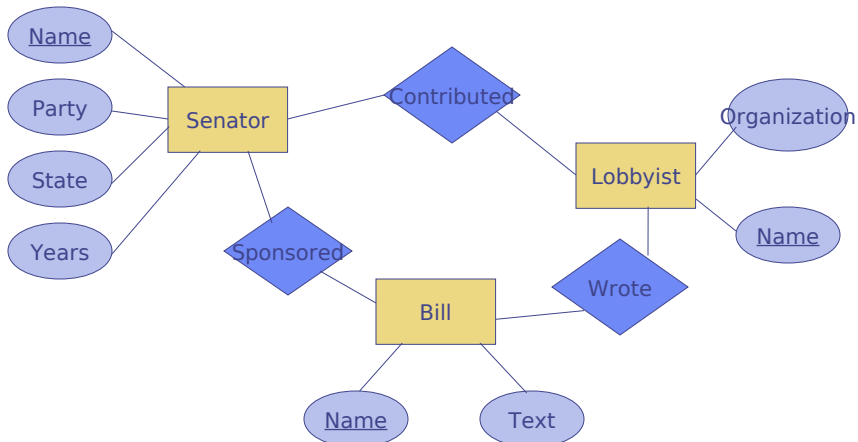 Name
Party
State
Years
Senator
Contributed
Organization
Lobbyist
Name
Sponsored
Wrote
Bill
Name
Text